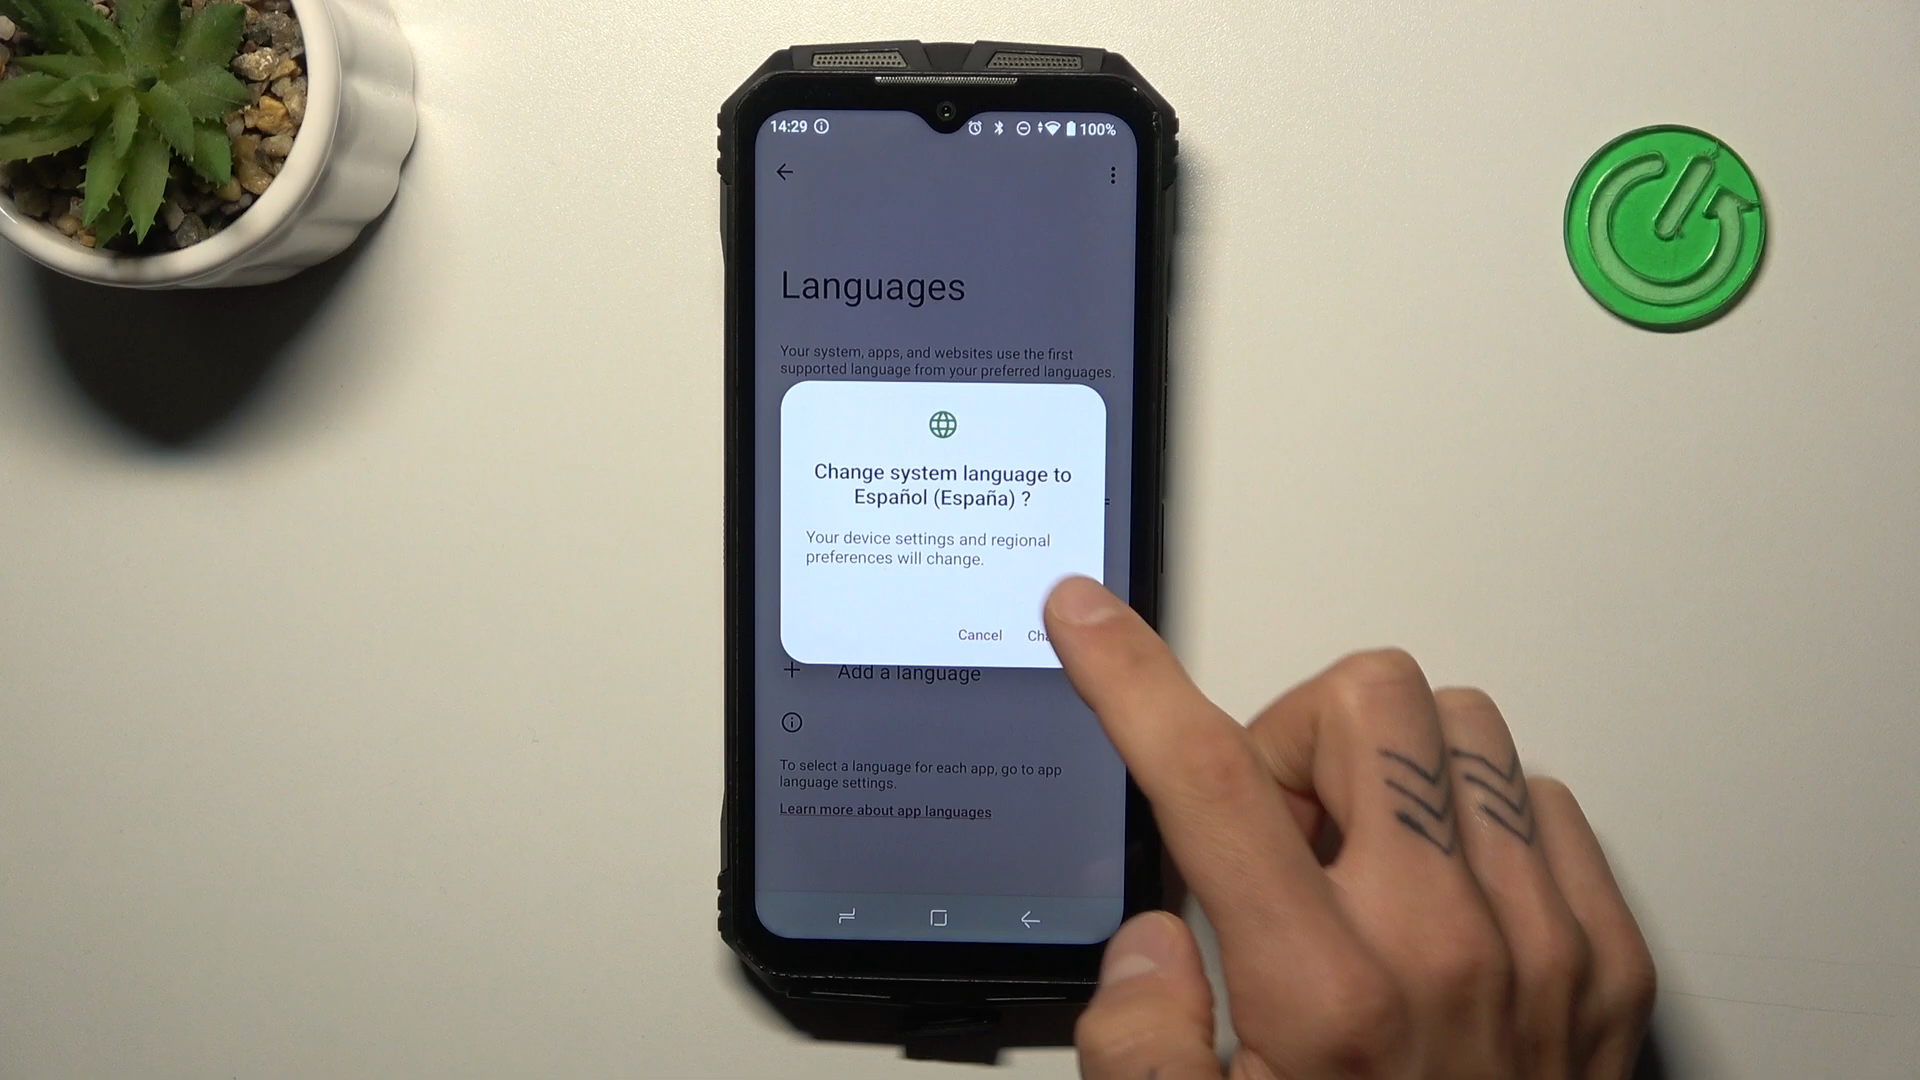 14:29
100%
Languages
Your system, apps, and websites use the first
supported language from your preferred languages.
Change system language to
Español (España) ?
Your device settings and regional
preferences will change.
Cancel
Add a language
To select a language for each app, go to app
language settings.
Learn more about app languages